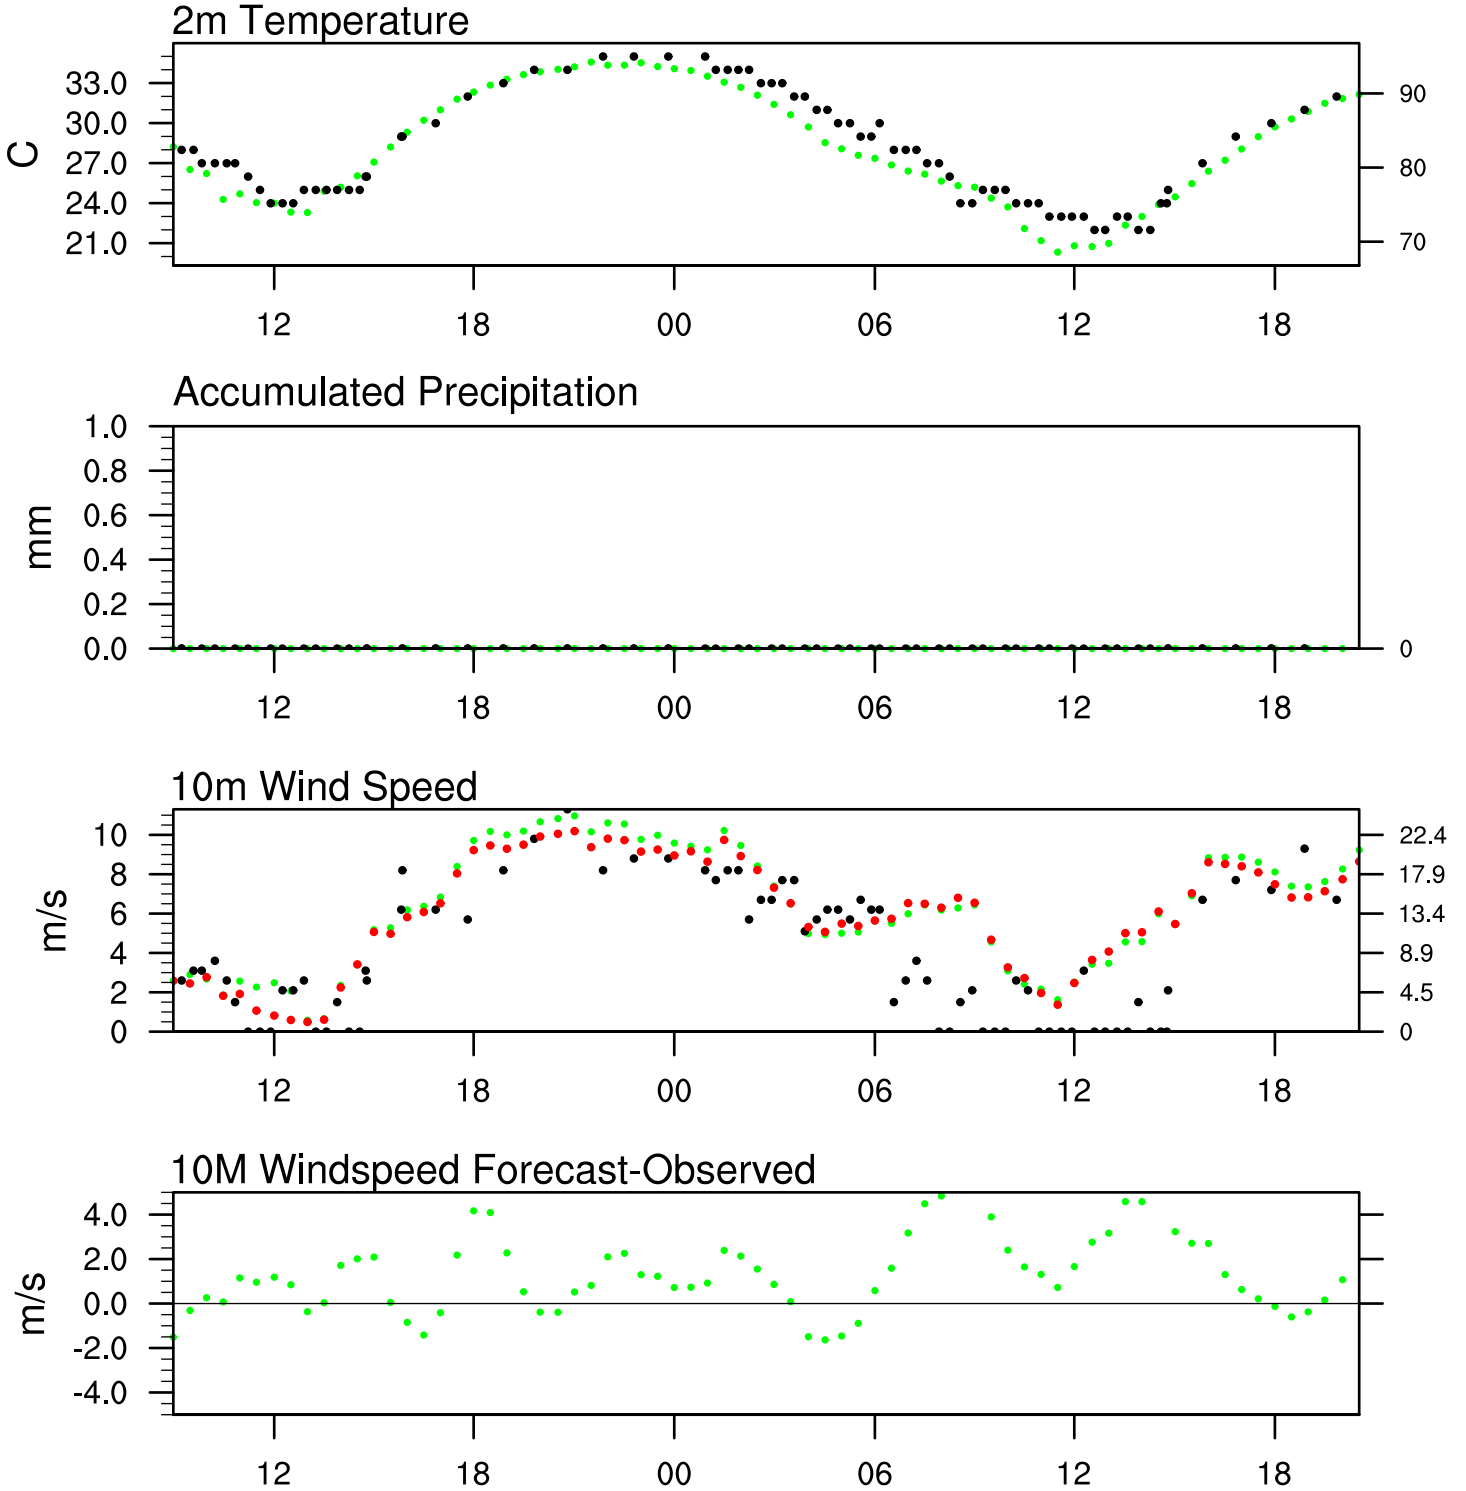 2m Temperature
33.0
30.0
27.0
24.0
21.0
C
90
80
70
12 18 00 06 12 18
Accumulated Precipitation
1.0
0.8
0.6
0.4
0.2
0.0
mm
0
12 18 00 06 12 18
10m Wind Speed
10
8
6
4
2
0
m/s
22.4
17.9
13.4
8.9
4.5
0
12 18 00 06 12 18
10M Windspeed Forecast-Observed
4.0
2.0
0.0
-2.0
-4.0
m/s
12 18 00 06 12 18